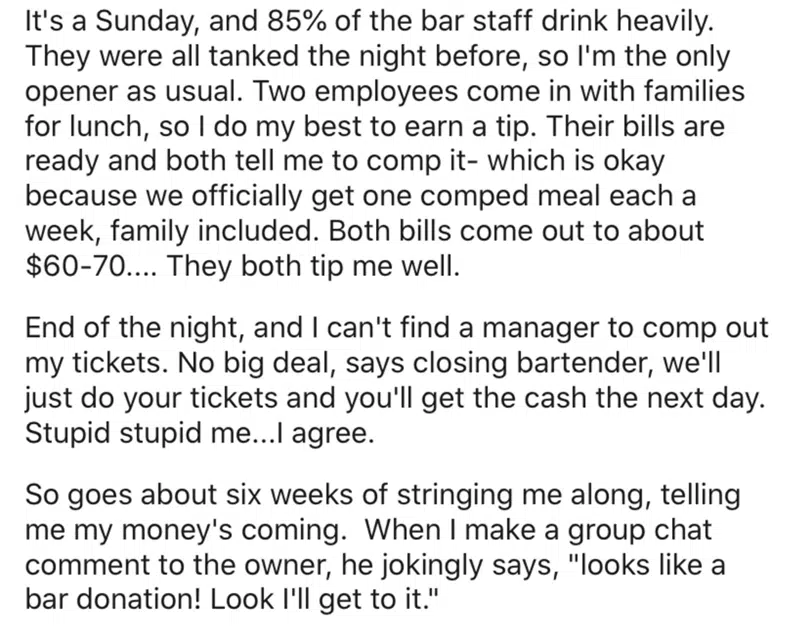 It's a Sunday, and 85% of the bar staff drink heavily.
They were all tanked the night before, so I'm the only
opener as usual. Two employees come in with families
for lunch, so I do my best to earn a tip. Their bills are
ready and both tell me to comp it- which is okay
because we officially get one comped meal each a
week, family included. Both bills come out to about
$60-70.... They both tip me well.
End of the night, and I can't find a manager to comp out
my tickets. No big deal, says closing bartender, we'll
just do your tickets and you'll get the cash the next day.
Stupid stupid me...I agree.
So goes about six weeks of stringing me along, telling
me my money's coming.  When I make a group chat
comment to the owner, he jokingly says, "looks like a
bar donation! Look I'll get to it."